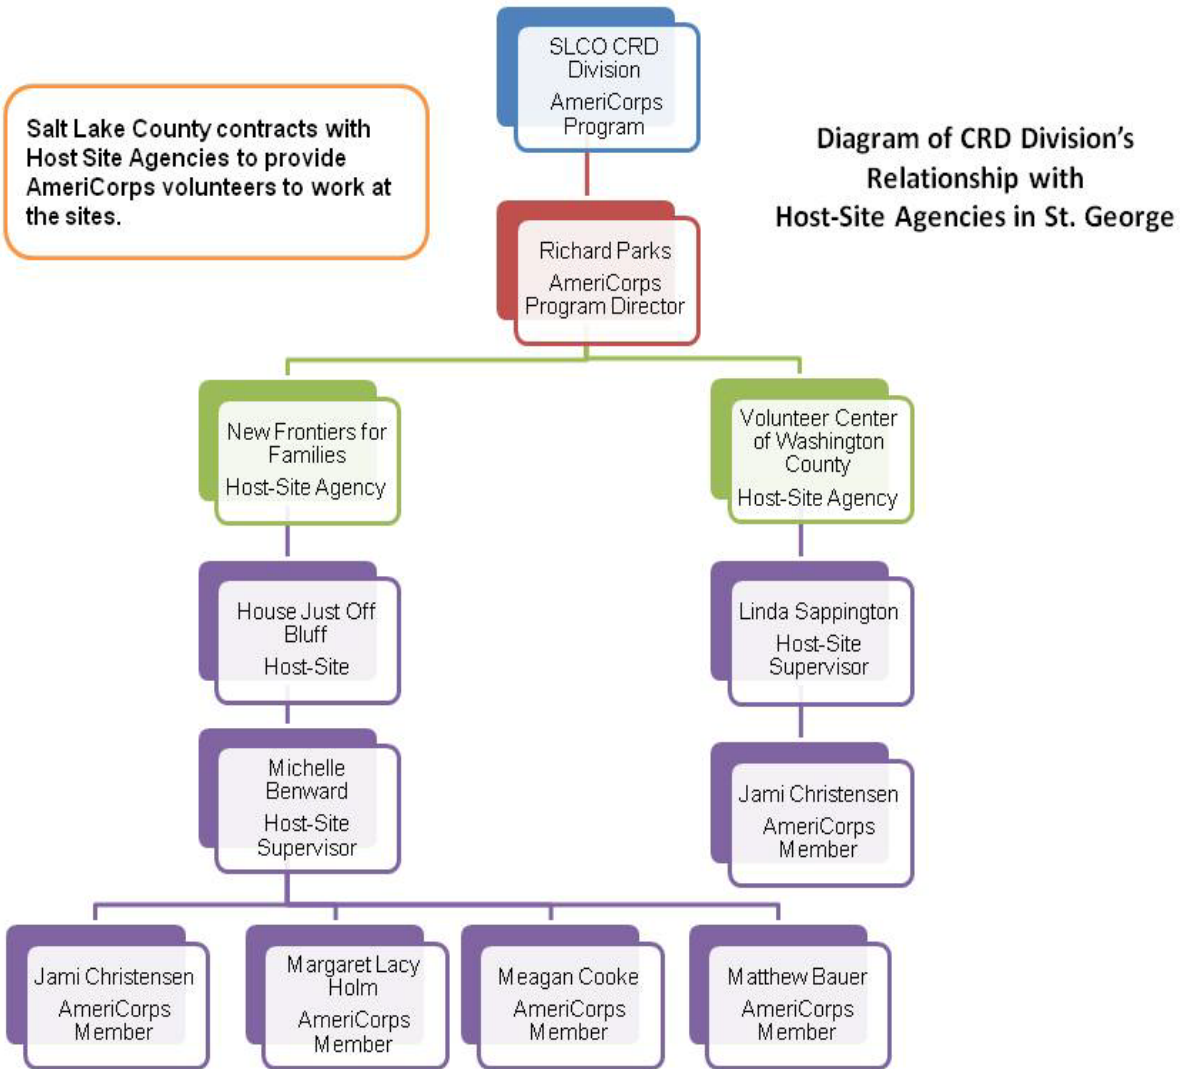 SLCO CRD
Division
AmeriCorps
Program
Salt Lake County contracts with
Host Site Agencies to provide
AmeriCorps volunteers to work at
the sites.
Diagram of CRD Division's
Relationship with
Host-Site Agencies in St. George
Richard Parks
AmeriCorps
Program Director
New Frontiers for
Families
Host-Site Agency
Volunteer Center
of Washington
County
Host-Site Agency
House Just Off
Bluff
Host-Site
Linda Sappington
Host-Site
Supervisor
Michelle
Benward
Host-Site
Supervisor
Jami Christensen
AmeriCorps
Member
Jami Christensen
AmeriCorps
Member
Margaret Lacy
Holm
AmeriCorps
Member
Meagan Cooke
AmeriCorps
Member
Matthew Bauer
AmeriCorps
Member